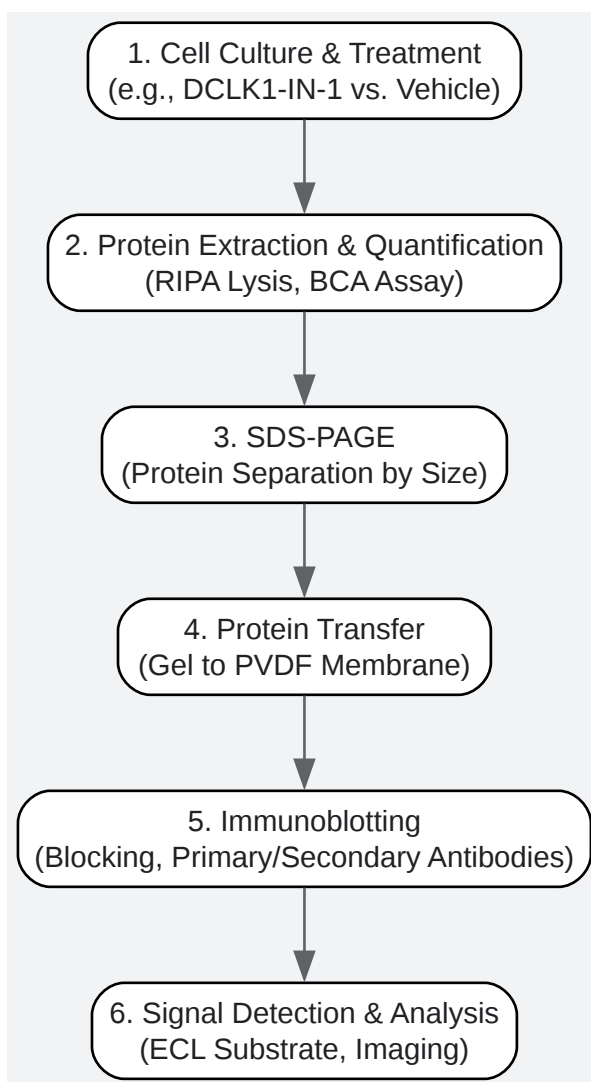 1. Cell Culture & Treatment
(e.g., DCLK1-IN-1 vs. Vehicle)
2. Protein Extraction & Quantification
(RIPA Lysis, BCA Assay)
3. SDS-PAGE
(Protein Separation by Size)
4. Protein Transfer
(Gel to PVDF Membrane)
5. Immunoblotting
(Blocking, Primary/Secondary Antibodies)
6. Signal Detection & Analysis
(ECL Substrate, Imaging)